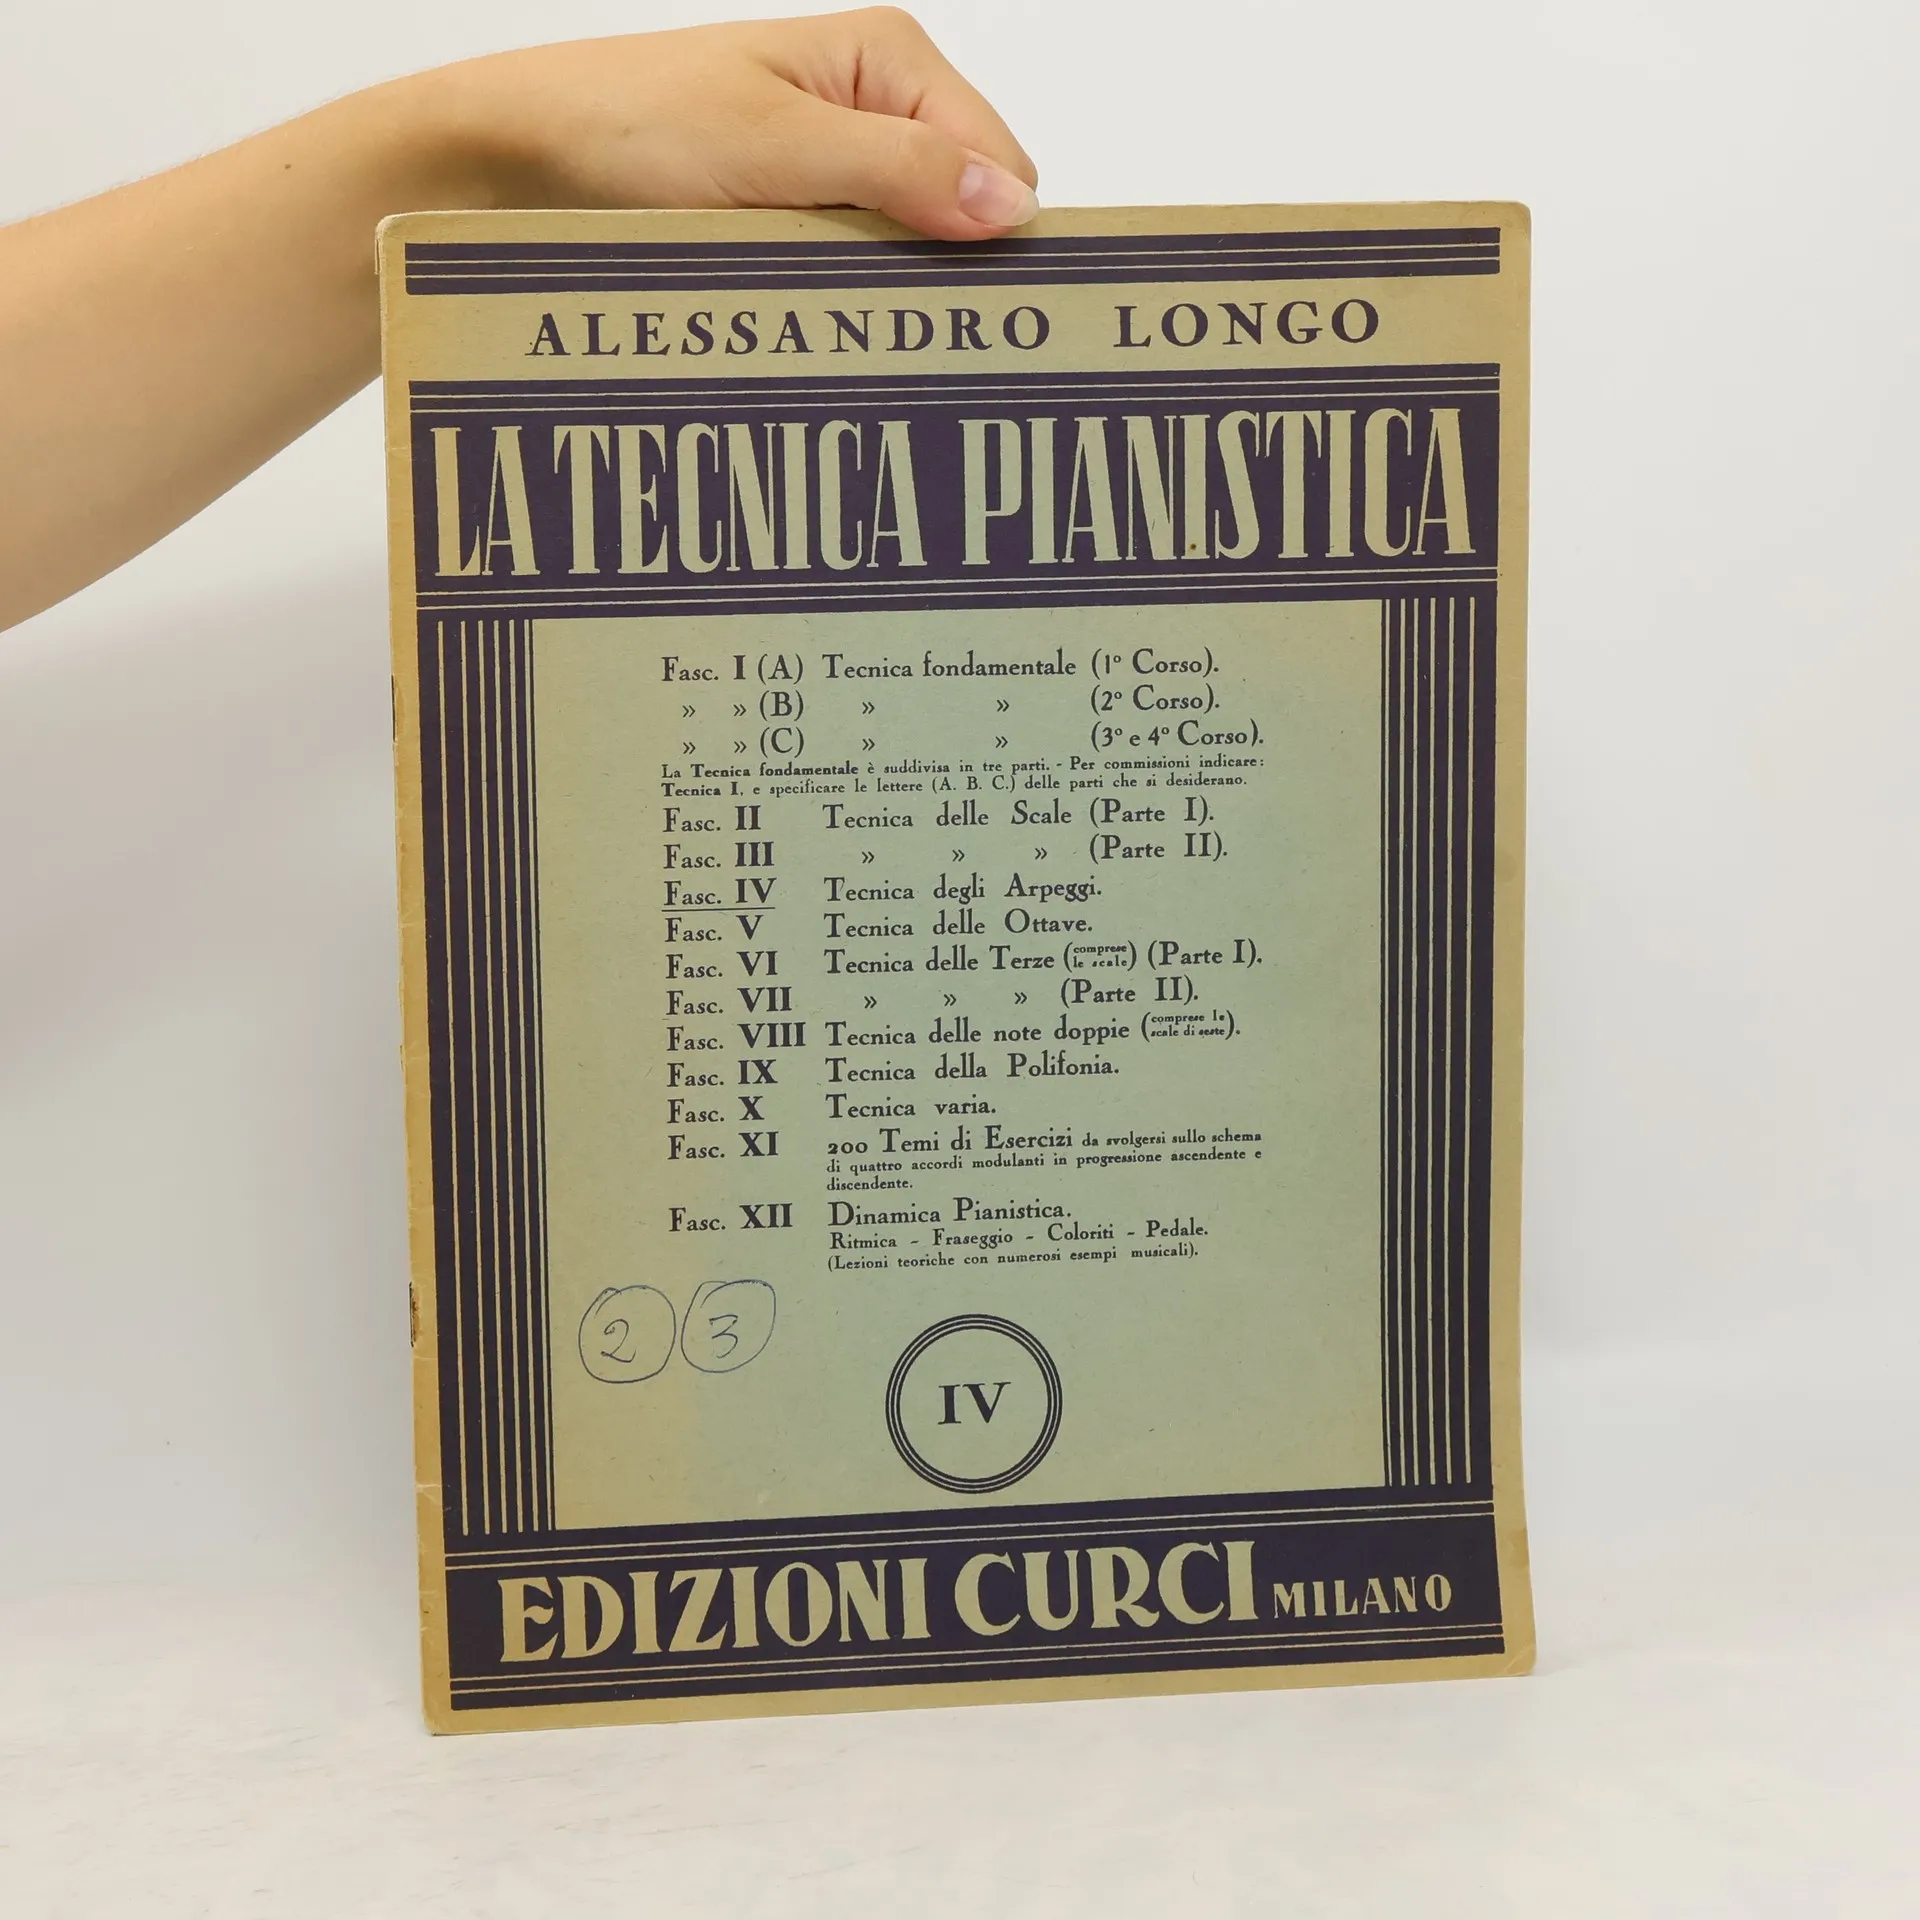 ALESSANDRO LONGO
LA TECNICA PIANISTICA
Fasc. I (A) Tecnica fondamentale (1º Corso).
» » (B) » » (2º Corso).
» » (C) » » (3º e 4º Corso).
La Tecnica fondamentale è suddivisa in tre parti. - Per commissioni indicare:
Tecnica I, e specificare le lettere (A. B. C.) delle parti che si desiderano.
Fasc. II Tecnica delle Scale (Parte I).
Fasc. III » » » (Parte II).
Fasc. IV Tecnica degli Arpeggi.
Fasc. V Tecnica delle Ottave.
Fasc. VI Tecnica delle Terze (comprese le scale) (Parte I).
Fasc. VII » » » (Parte II).
Fasc. VIII Tecnica delle note doppie (comprese le scale di seste).
Fasc. IX Tecnica della Polifonia.
Fasc. X Tecnica varia.
Fasc. XI 200 Temi di Esercizi da svolgersi sullo schema
di quattro accordi modulanti in progressione ascendente e
discendente.
Fasc. XII Dinamica Pianistica.
Ritmica - Fraseggio - Coloriti - Pedale.
(Lezioni teoriche con numerosi esempi musicali).
2 3
IV
EDIZIONI CURCI MILANO